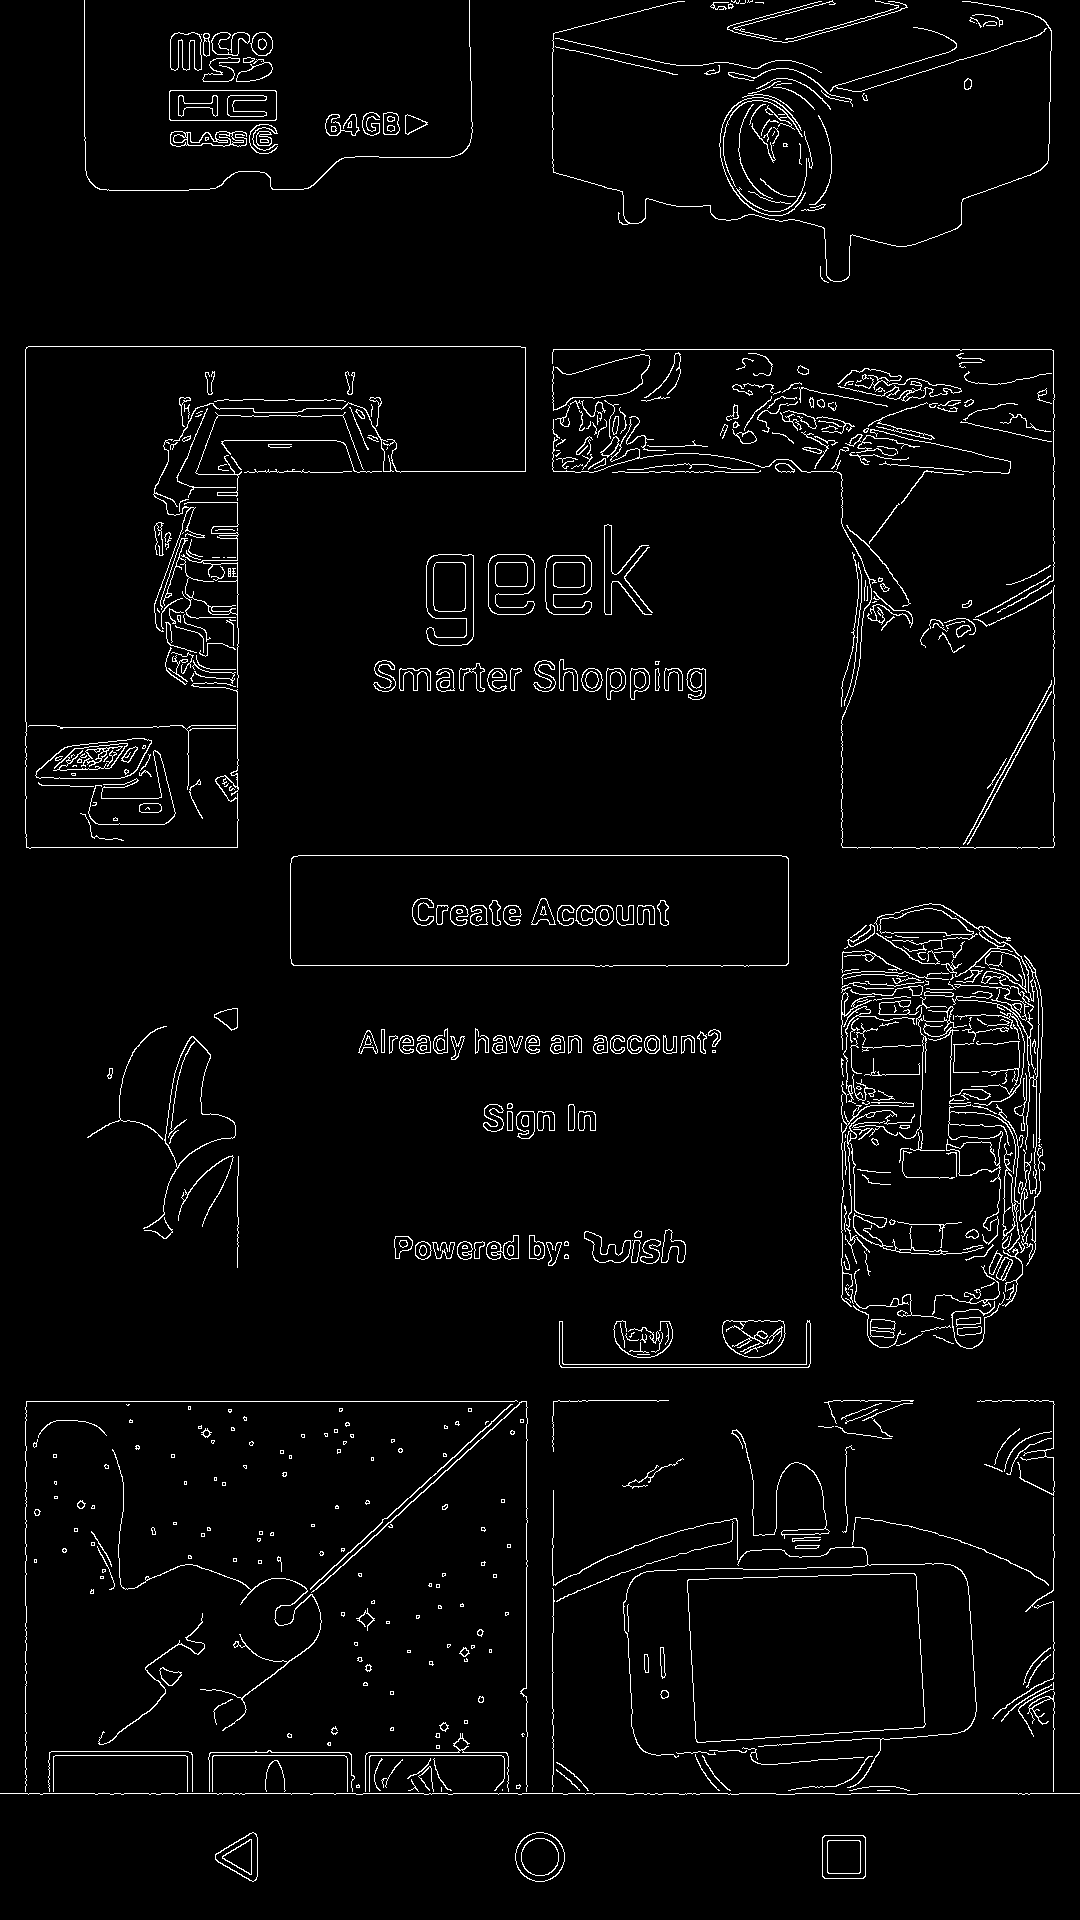 micro
SD
HC
CLASS 6
64GB
geek
Smarter Shopping
Create Account
Already have an account?
Sign In
Powered by: wish